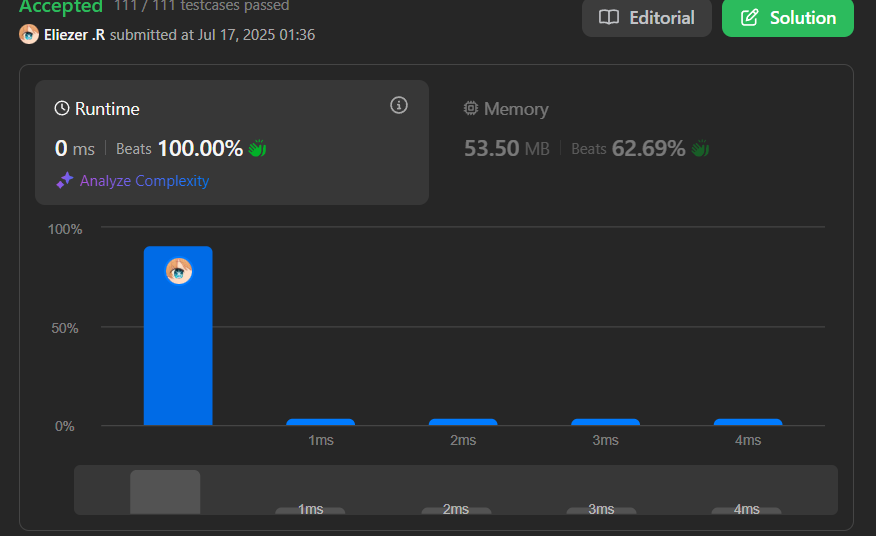 Accepted 111 / 111 testcases passed
Eliezer .R submitted at Jul 17, 2025 01:36
Editorial
Solution
Runtime
0 ms | Beats 100.00%
Analyze Complexity
Memory
53.50 MB | Beats 62.69%
100%
50%
0%
1ms 2ms 3ms 4ms
1ms 2ms 3ms 4ms